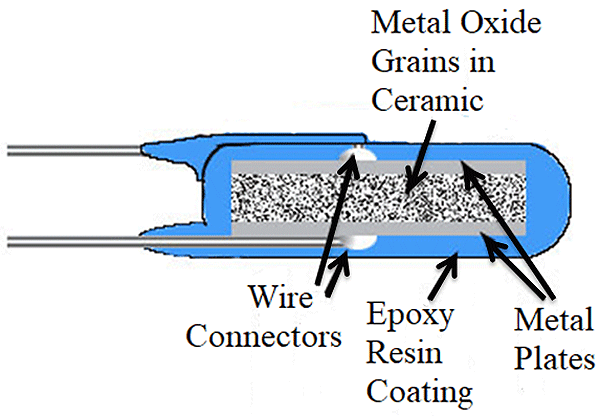 Metal Oxide
Grains in
Ceramic
Wire
Connectors
Epoxy
Resin
Coating
Metal
Plates